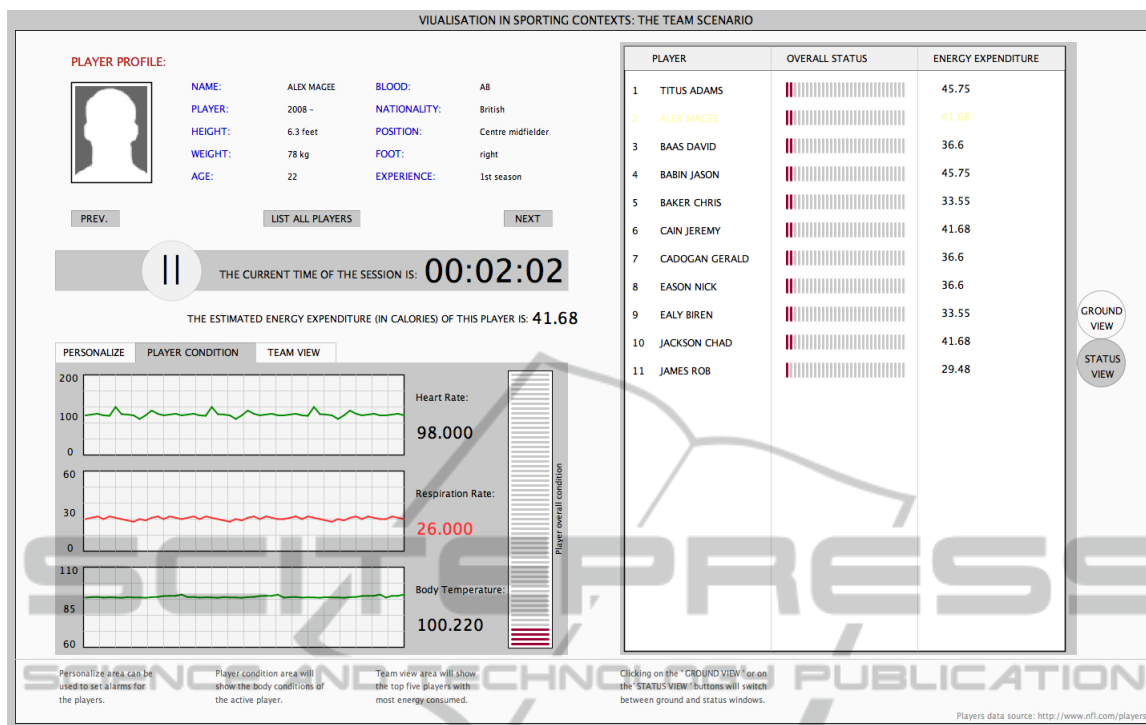 VIUALISATION IN SPORTING CONTEXTS: THE TEAM SCENARIO
PLAYER PROFILE:
NAME: ALEX MAGEE BLOOD: AB
PLAYER: 2008 – NATIONALITY: British
HEIGHT: 6.3 feet POSITION: Centre midfielder
WEIGHT: 78 kg FOOT: right
AGE: 22 EXPERIENCE: 1st season
PREV. LIST ALL PLAYERS NEXT
THE CURRENT TIME OF THE SESSION IS: 00:02:02
THE ESTIMATED ENERGY EXPENDITURE (IN CALORIES) OF THIS PLAYER IS: 41.68
PERSONALIZE PLAYER CONDITION TEAM VIEW
200
100
0
Heart Rate:
98.000
60
30
0
Respiration Rate:
26.000
110
85
60
Body Temperature:
100.220
Player overall condition
PLAYER OVERALL STATUS ENERGY EXPENDITURE
1 TITUS ADAMS 45.75
2 ALEX MAGEE 41.68
3 BAAS DAVID 36.6
4 BABIN JASON 45.75
5 BAKER CHRIS 33.55
6 CAIN JEREMY 41.68
7 CADOGAN GERALD 36.6
8 EASON NICK 36.6
9 EALY BIREN 33.55
10 JACKSON CHAD 41.68
11 JAMES ROB 29.48
GROUND
VIEW
STATUS
VIEW
Personalize area can be
used to set alarms for
the players.
Player condition area will
show the body conditions of
the active player.
Team view area will show
the top five players with
most energy consumed.
Clicking on the "GROUND VIEW" or on
the "STATUS VIEW" buttons will switch
between ground and status windows.
Players data source: http://www.nfl.com/players
SCITEPRESS
SCIENCE AND TECHNOLOGY PUBLICATIONS